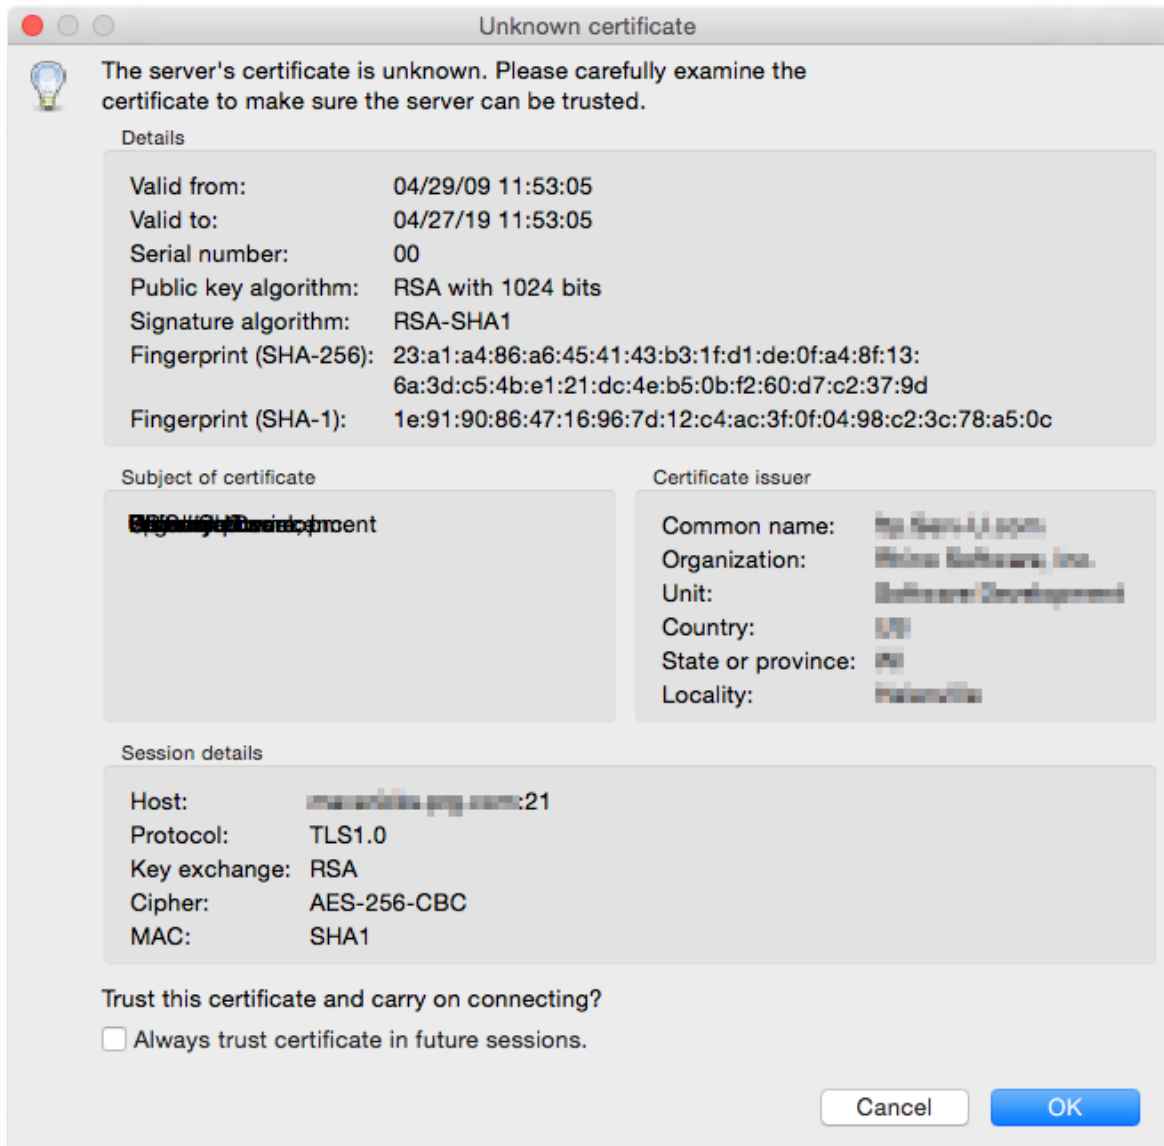 Unknown certificate
The server's certificate is unknown. Please carefully examine the
certificate to make sure the server can be trusted.
Details
Valid from: 04/29/09 11:53:05
Valid to: 04/27/19 11:53:05
Serial number: 00
Public key algorithm: RSA with 1024 bits
Signature algorithm: RSA-SHA1
Fingerprint (SHA-256): 23:a1:a4:86:a6:45:41:43:b3:1f:d1:de:0f:a4:8f:13:
6a:3d:c5:4b:e1:21:dc:4e:b5:0b:f2:60:d7:c2:37:9d
Fingerprint (SHA-1): 1e:91:90:86:47:16:96:7d:12:c4:ac:3f:0f:04:98:c2:3c:78:a5:0c
Subject of certificate
Certificate issuer
Common name:
Organization:
Unit:
Country:
State or province:
Locality:
Session details
Host: :21
Protocol: TLS1.0
Key exchange: RSA
Cipher: AES-256-CBC
MAC: SHA1
Trust this certificate and carry on connecting?
Always trust certificate in future sessions.
Cancel
OK